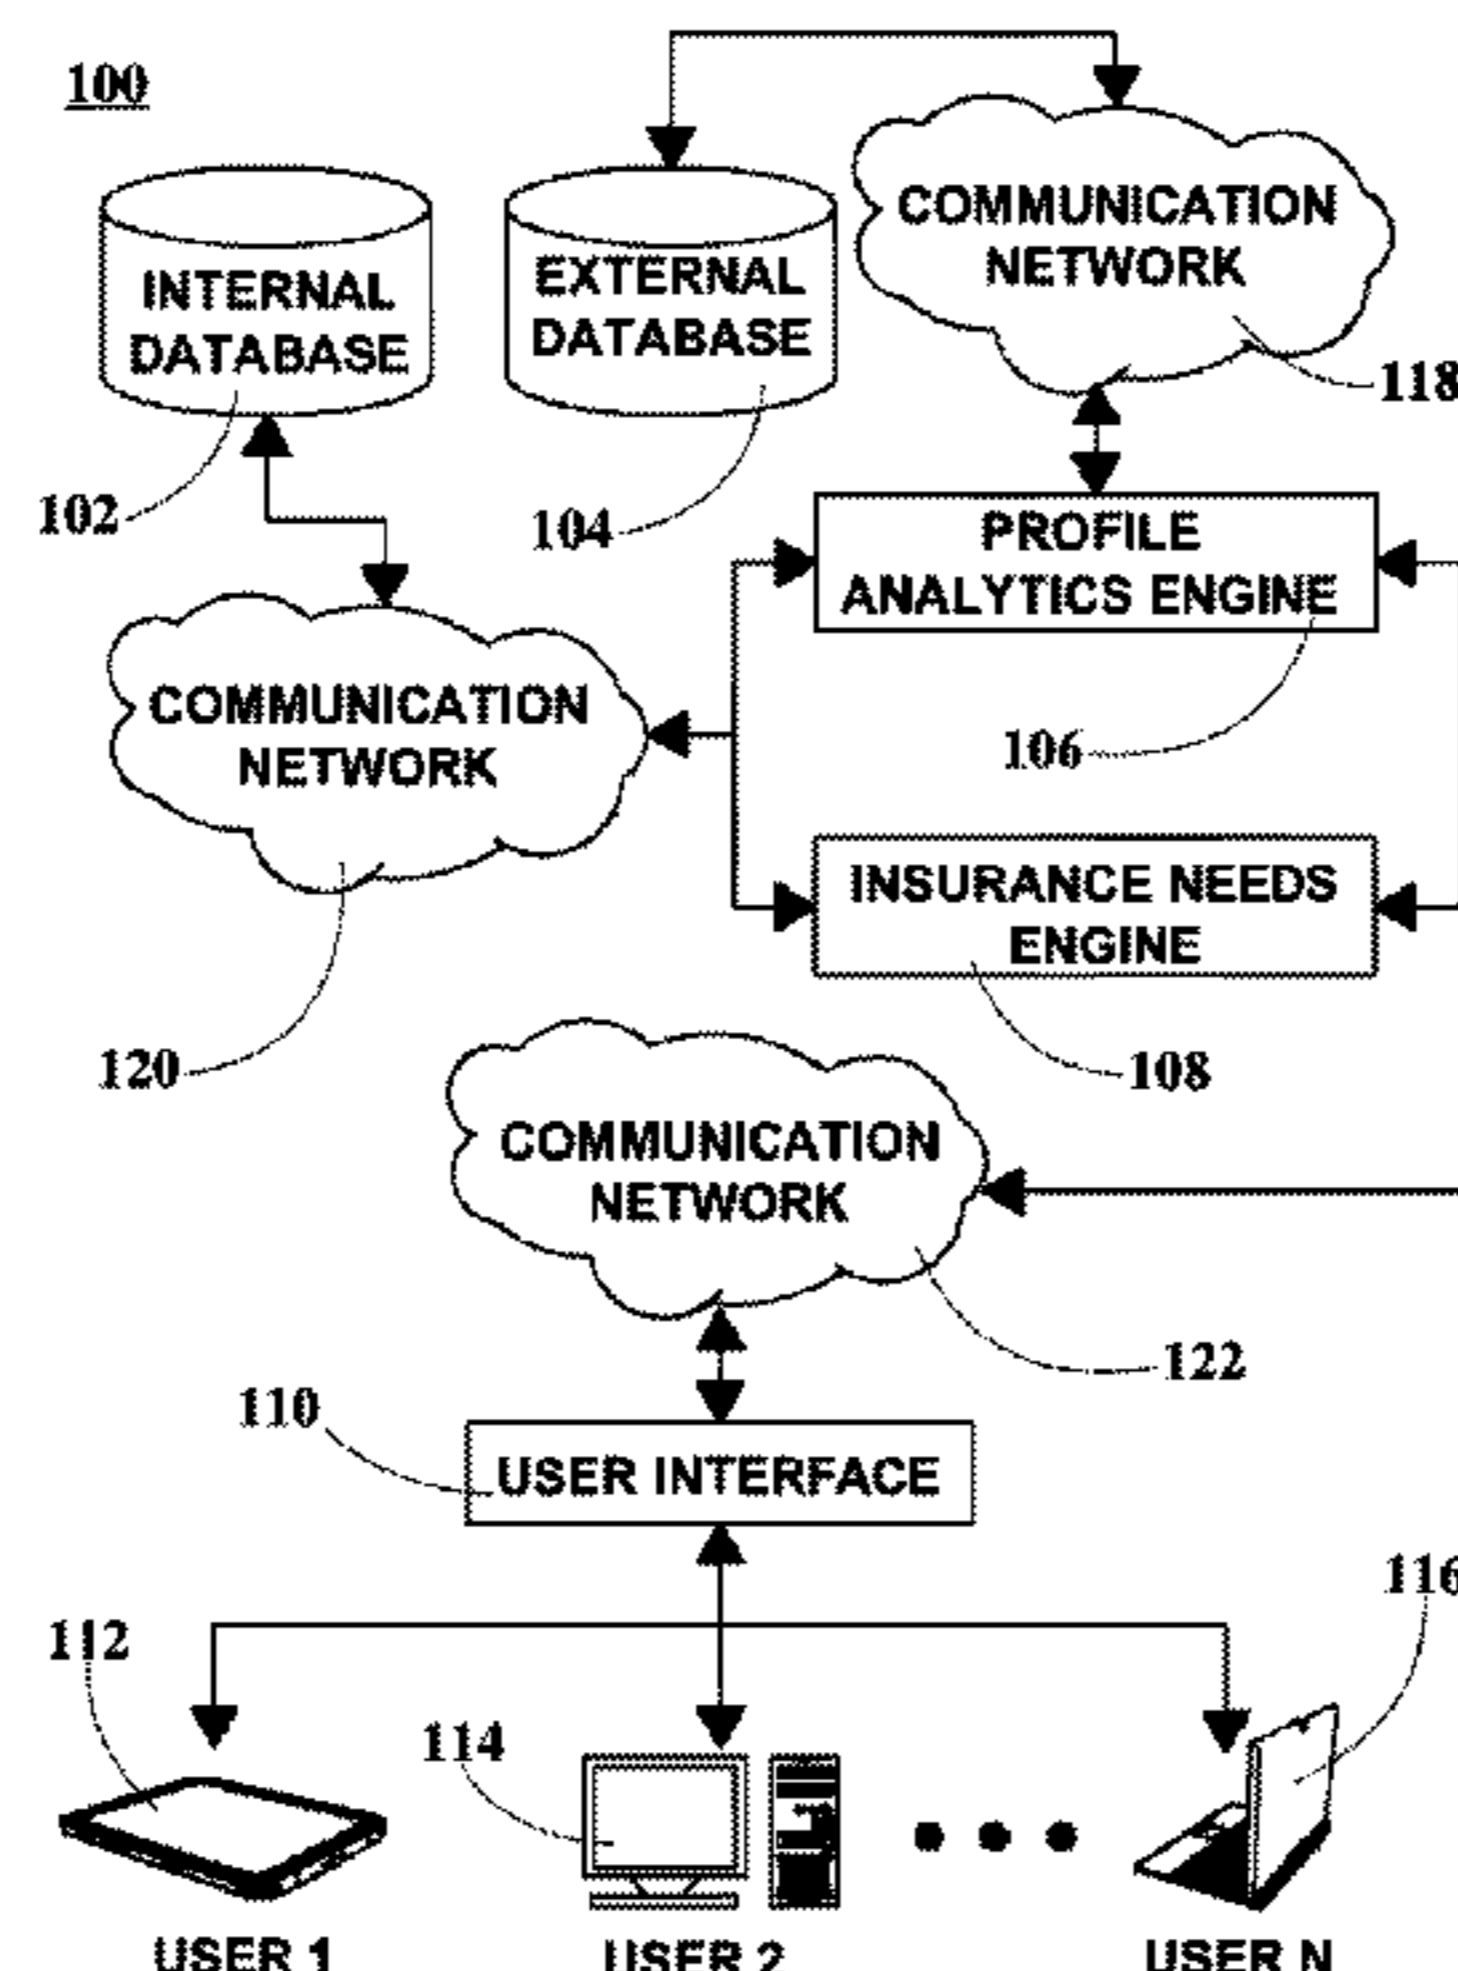 100
COMMUNICATION
NETWORK
INTERNAL
DATABASE
EXTERNAL
DATABASE
118
102
104
PROFILE
ANALYTICS ENGINE
COMMUNICATION
NETWORK
106
INSURANCE NEEDS
ENGINE
120
108
COMMUNICATION
NETWORK
122
110
USER INTERFACE
116
112
114
USER 1
USER 2
USER N